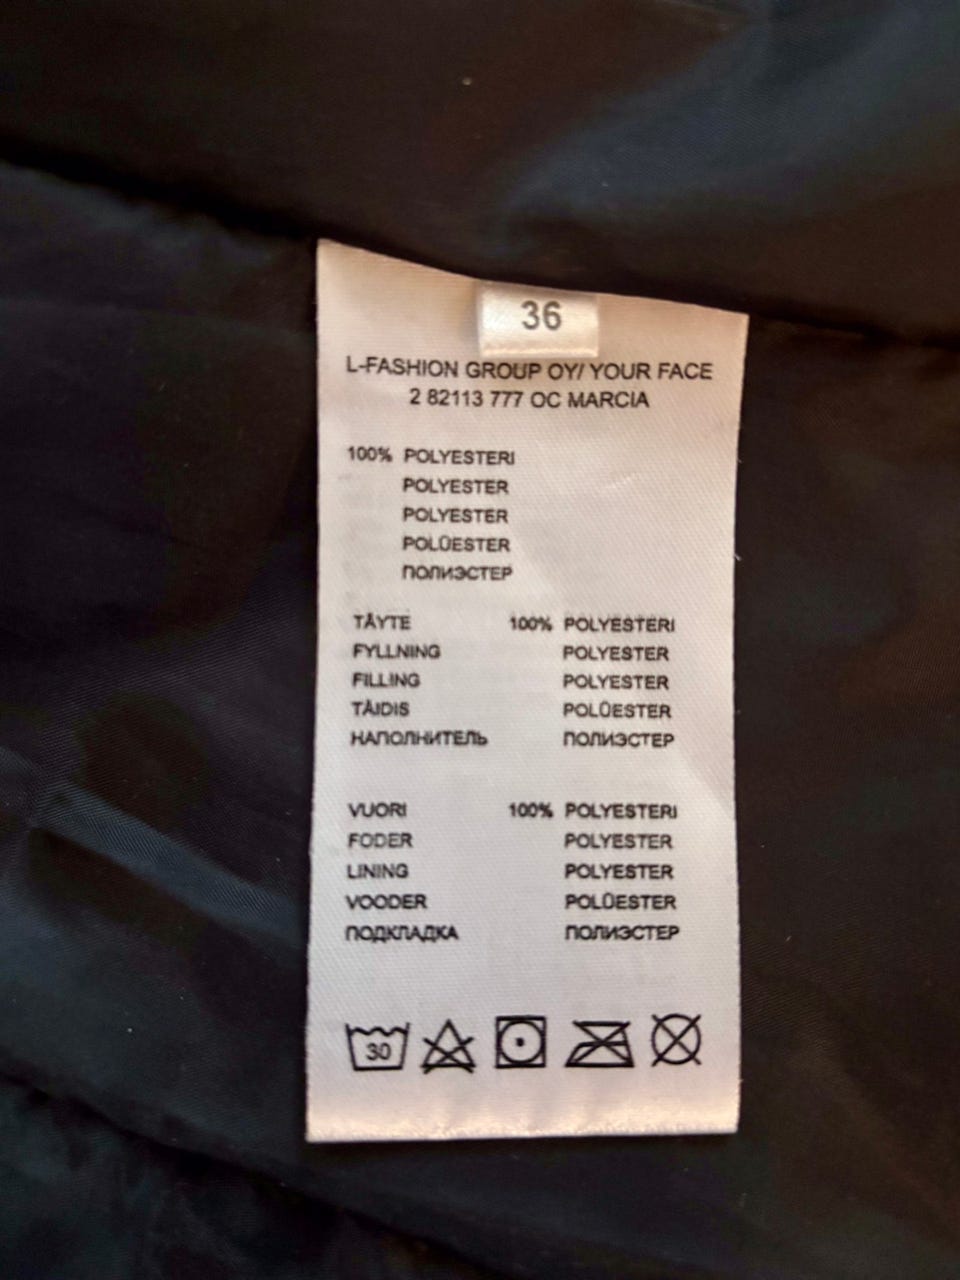 36
L-FASHION GROUP OY/ YOUR FACE
2 82113 777 OC MARCIA
100% POLYESTERI
POLYESTER
POLYESTER
POLÜESTER
ПОЛИЭСТЕР
TÄYTE 100% POLYESTERI
FYLLNING POLYESTER
FILLING POLYESTER
TÄIDIS POLÜESTER
НАПОЛНИТЕЛЬ ПОЛИЭСТЕР
VUORI 100% POLYESTERI
FODER POLYESTER
LINING POLYESTER
VOODER POLÜESTER
ПОДКЛАДКА ПОЛИЭСТЕР
30